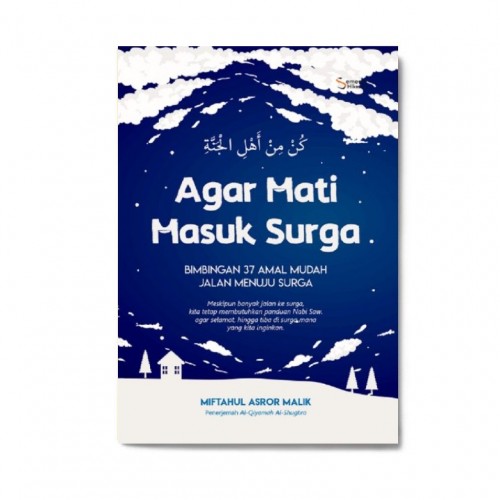 كُنْ مِنْ أَهْلِ الْجَنَّةِ
Agar Mati
Masuk Surga
BIMBINGAN 37 AMAL MUDAH
JALAN MENUJU SURGA
Meskipun banyak jalan ke surga,
kita tetap membutuhkan panduan Nabi Saw.
agar selamat, hingga tiba di surga mana
yang kita inginkan.
MIFTAHUL ASROR MALIK
Penerjemah Al-Qiyamah Al-Shughra